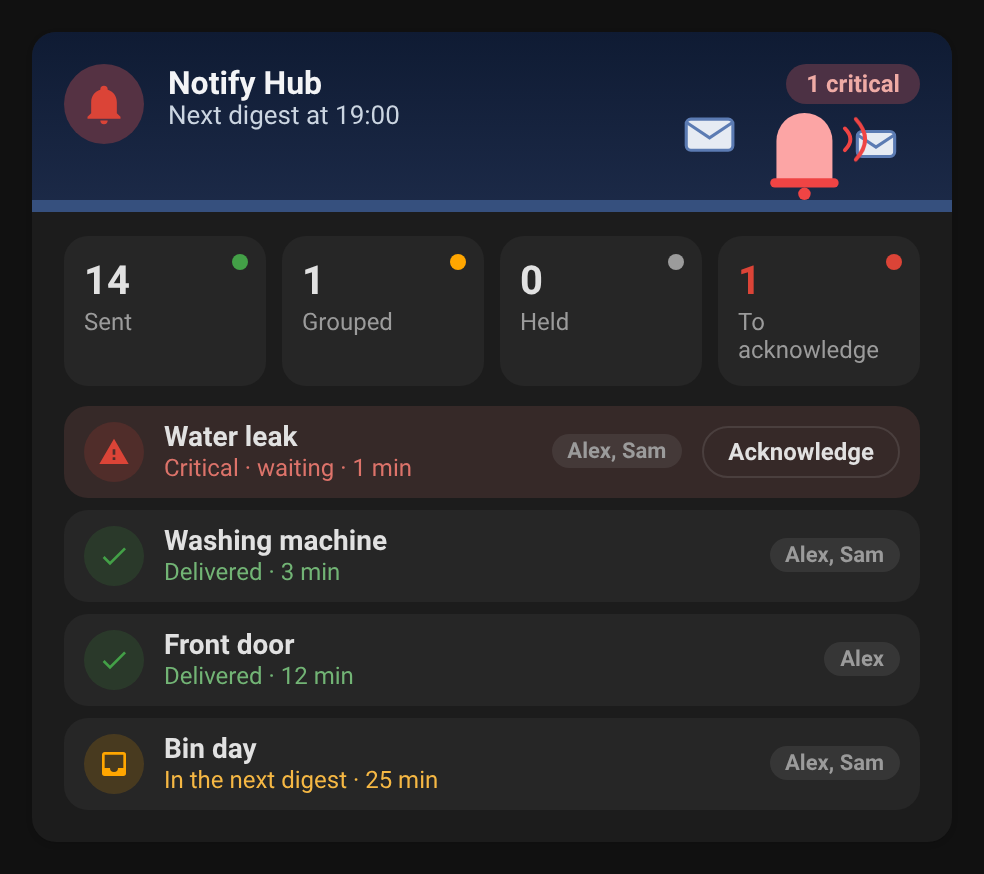 Notify Hub
Next digest at 19:00
1 critical
14
Sent
1
Grouped
0
Held
1
To
acknowledge
Water leak
Critical · waiting · 1 min
Alex, Sam
Acknowledge
Washing machine
Delivered · 3 min
Alex, Sam
Front door
Delivered · 12 min
Alex
Bin day
In the next digest · 25 min
Alex, Sam